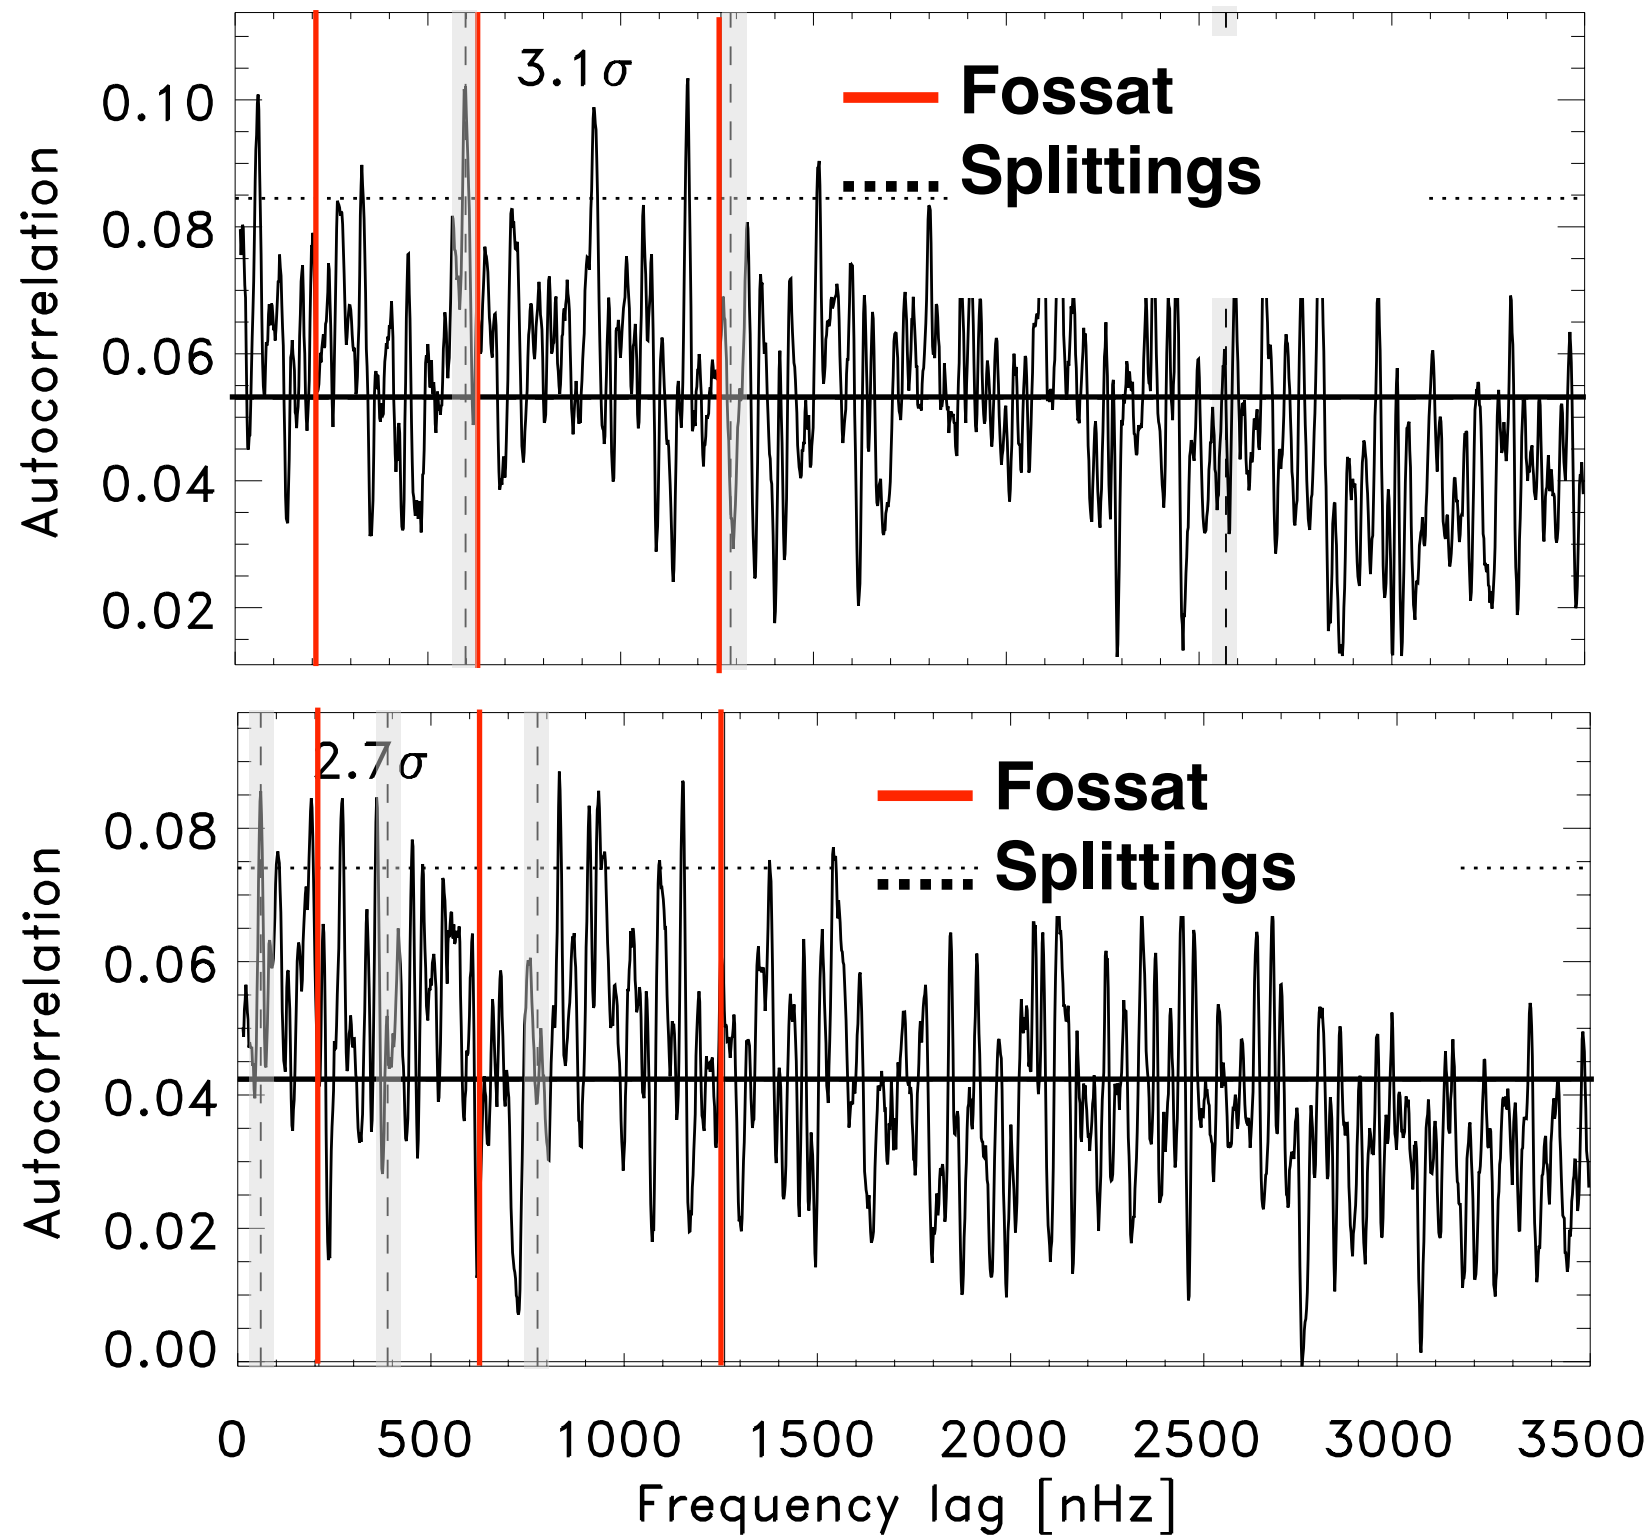 3.1σ
Fossat
Splittings
0.10
0.08
0.06
0.04
0.02
Autocorrelation
2.7σ
Fossat
Splittings
0.08
0.06
0.04
0.02
0.00
Autocorrelation
0 500 1000 1500 2000 2500 3000 3500
Frequency lag [nHz]